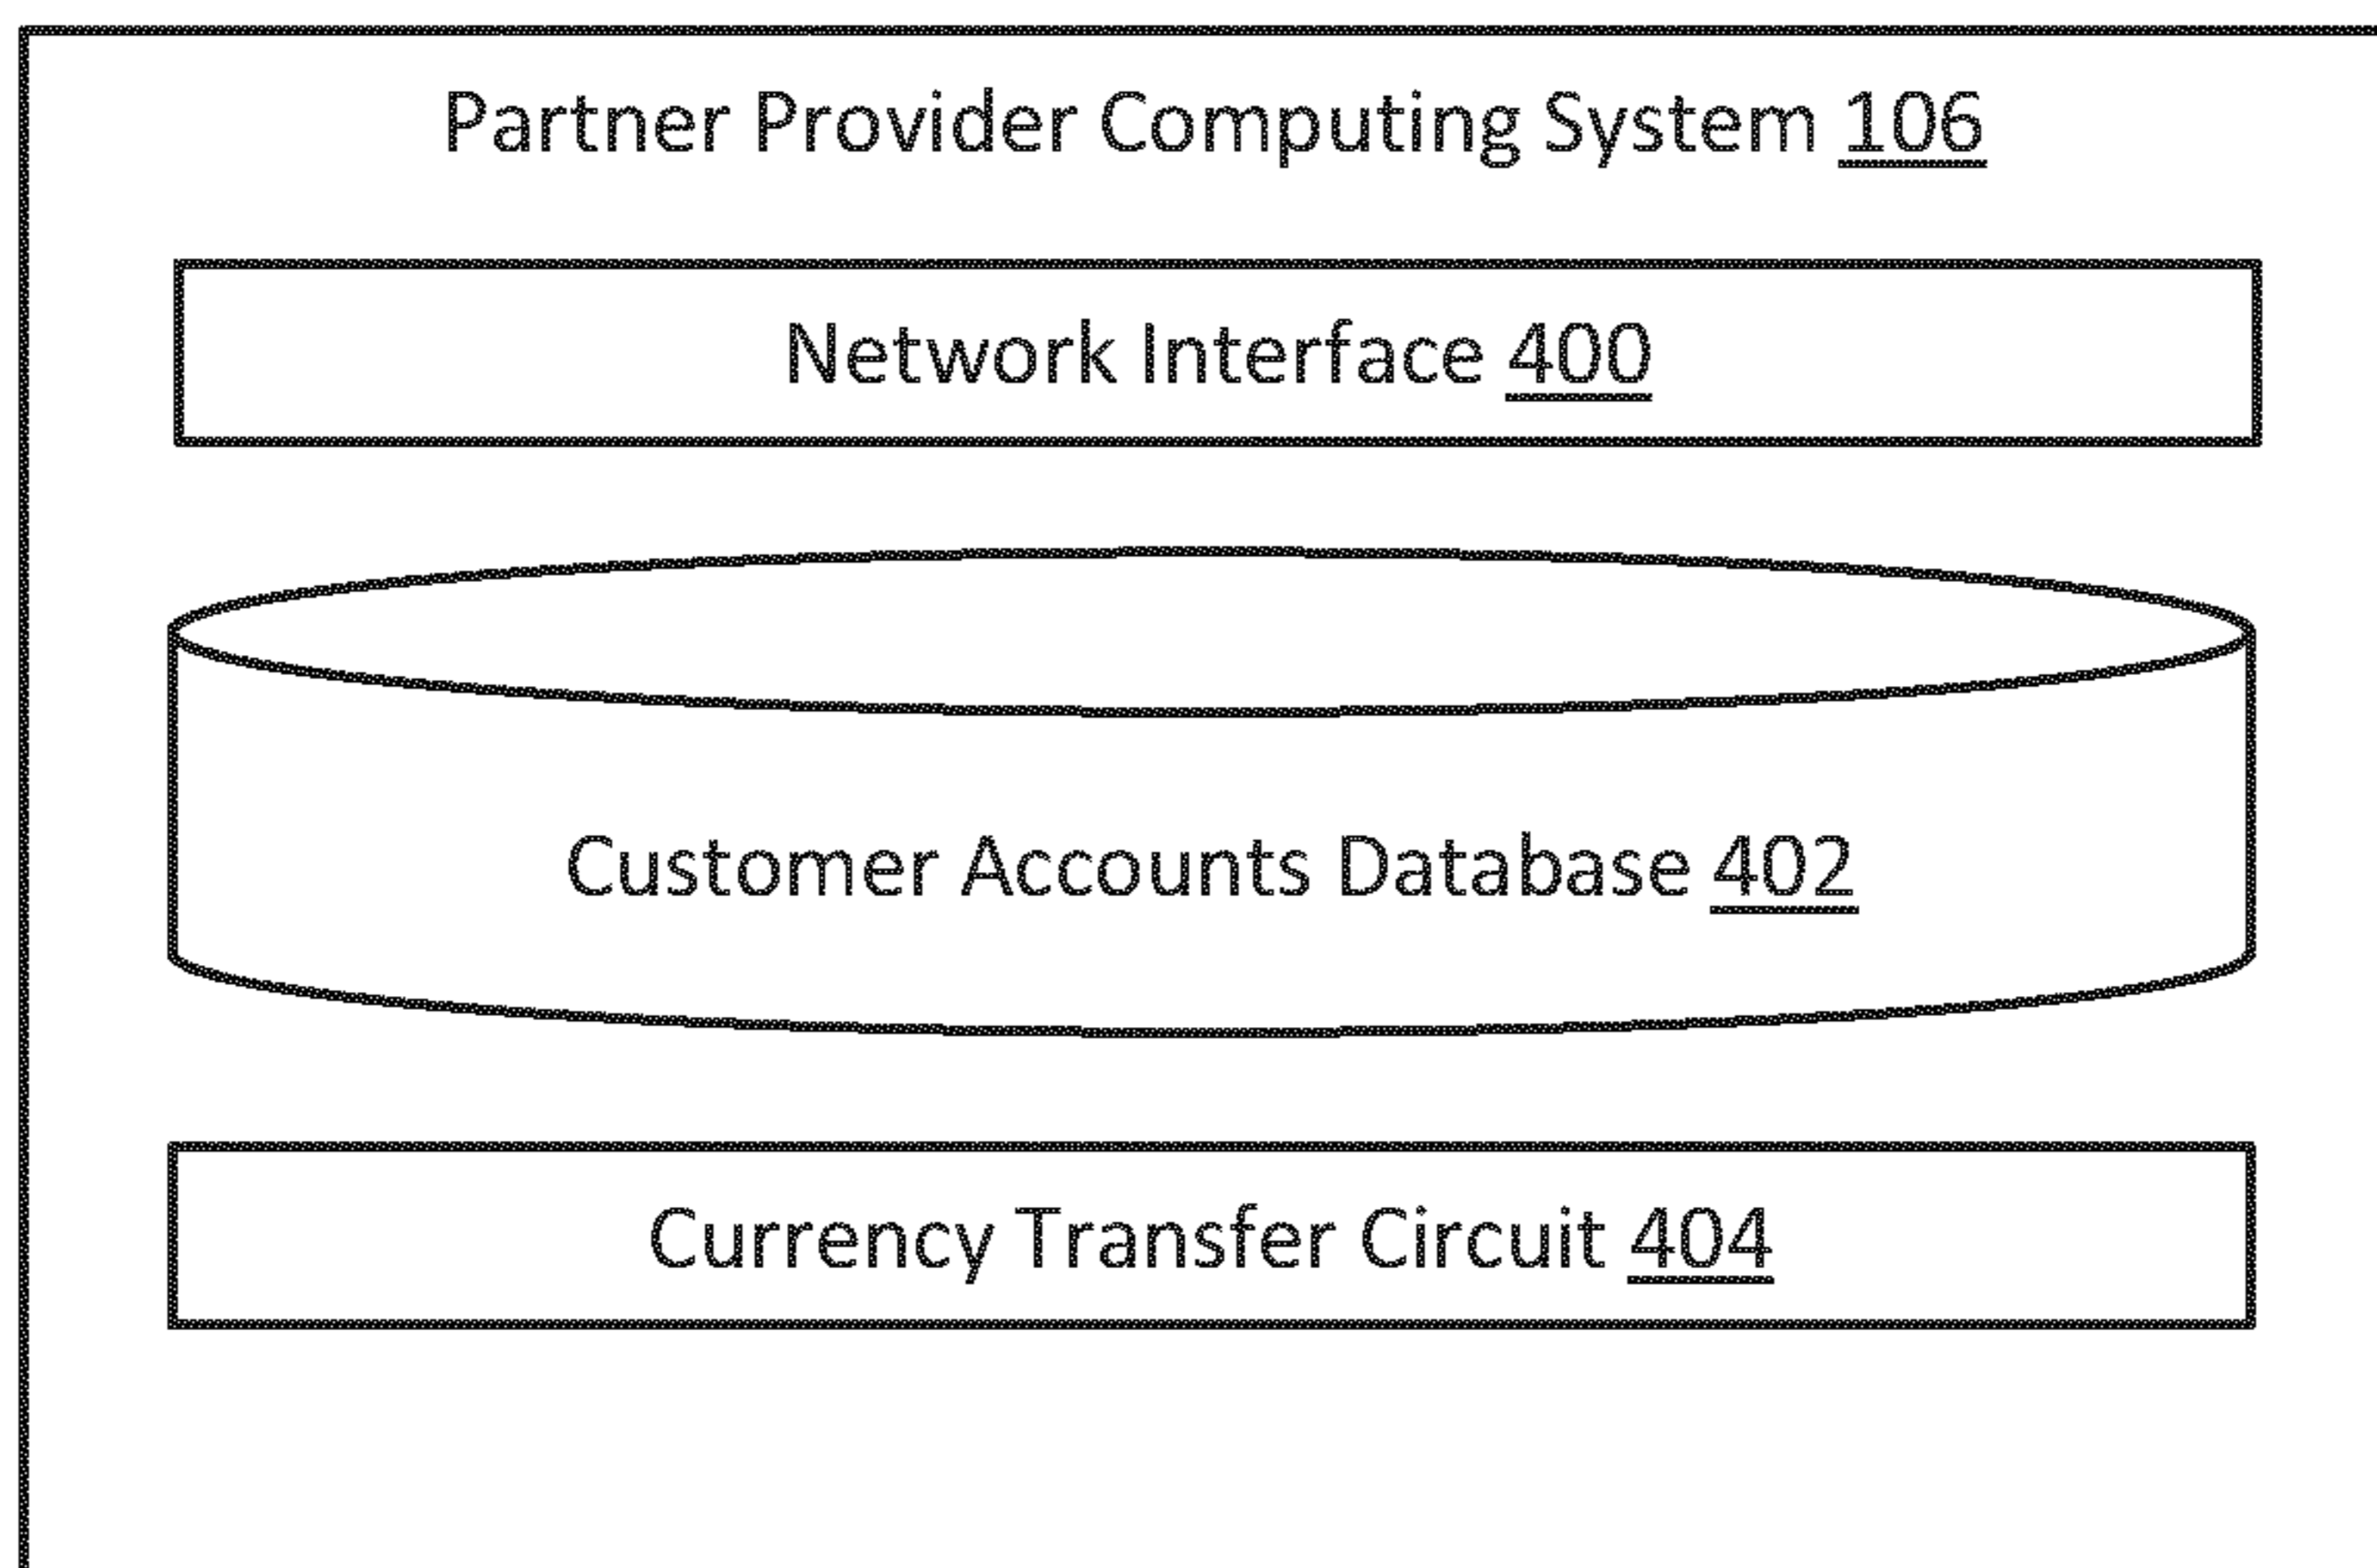 Partner Provider Computing System 106
Network Interface 400
Customer Accounts Database 402
Currency Transfer Circuit 404